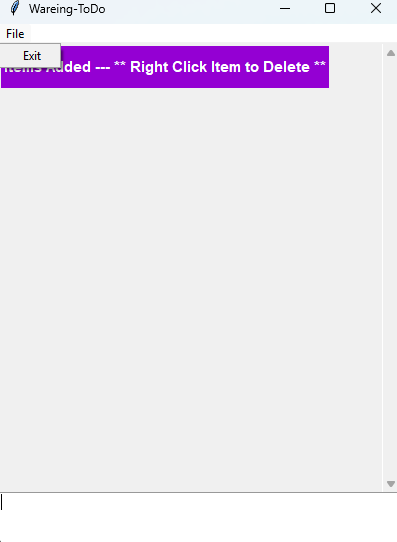 Wareing-ToDo
File
Exit
Items Added --- ** Right Click Item to Delete **